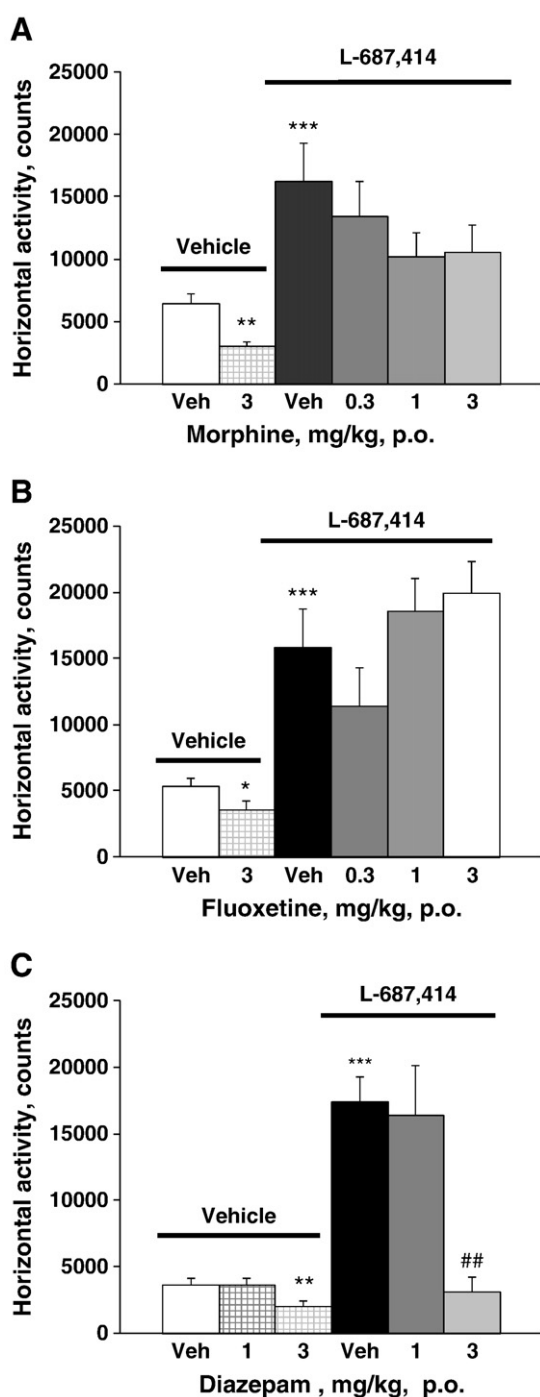 A
L-687,414
25000
20000
15000
10000
5000
0
Horizontal activity, counts
***
Vehicle
**
Veh 3 Veh 0.3 1 3
Morphine, mg/kg, p.o.
B
L-687,414
25000
20000
15000
10000
5000
0
Horizontal activity, counts
***
Vehicle
*
Veh 3 Veh 0.3 1 3
Fluoxetine, mg/kg, p.o.
C
L-687,414
25000
20000
15000
10000
5000
0
Horizontal activity, counts
***
Vehicle
**
##
Veh 1 3 Veh 1 3
Diazepam , mg/kg, p.o.